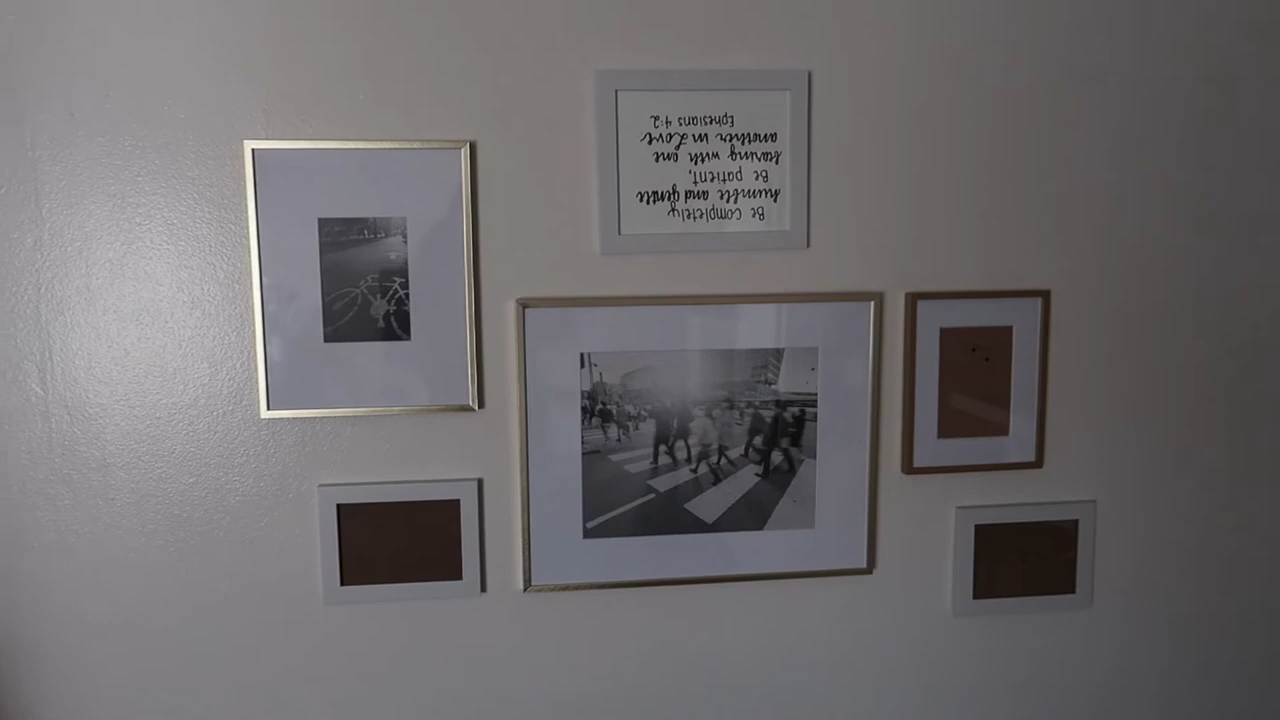 Be completely
humble and gentle
Be patient,
bearing with one
another in Love
Ephesians 4:2